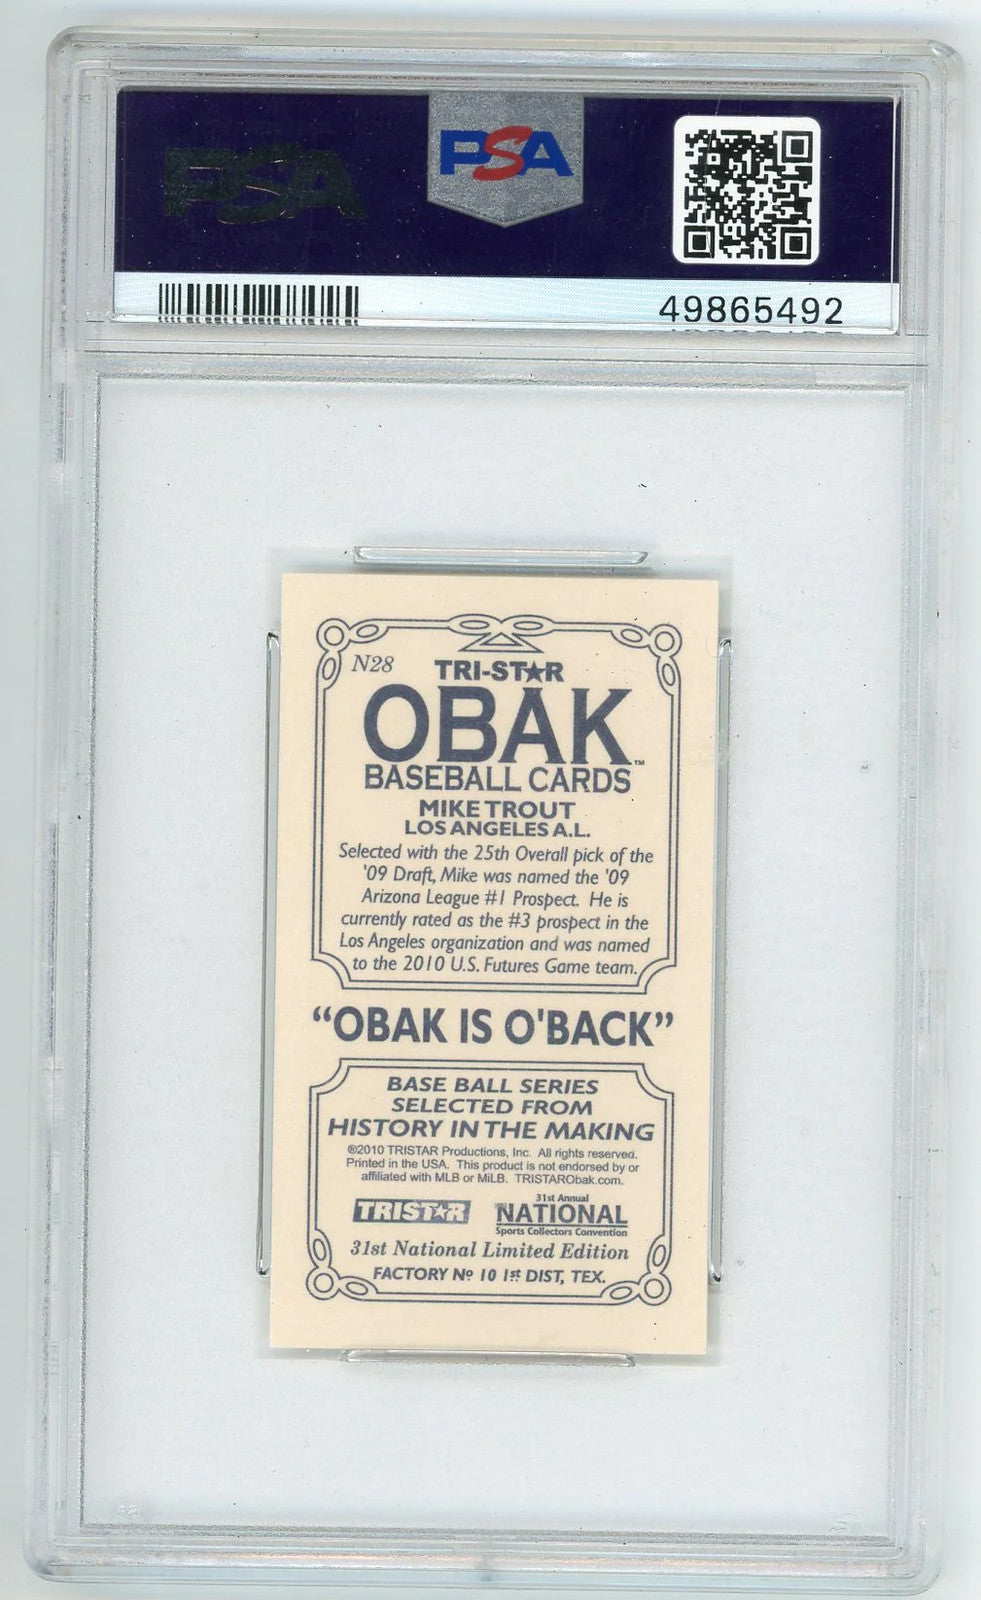 PSA
PSA
49865492
N28
TRI-ST★R
OBAK™
BASEBALL CARDS
MIKE TROUT
LOS ANGELES A.L.
Selected with the 25th Overall pick of the
'09 Draft, Mike was named the '09
Arizona League #1 Prospect. He is
currently rated as the #3 prospect in the
Los Angeles organization and was named
to the 2010 U.S. Futures Game team.
“OBAK IS O'BACK”
BASE BALL SERIES
SELECTED FROM
HISTORY IN THE MAKING
©2010 TRISTAR Productions, Inc. All rights reserved.
Printed in the USA. This product is not endorsed by or
affiliated with MLB or MiLB. TRISTARObak.com.
TRIST★R
31st Annual
NATIONAL
Sports Collectors Convention
31st National Limited Edition
FACTORY Nº 10 1st DIST, TEX.